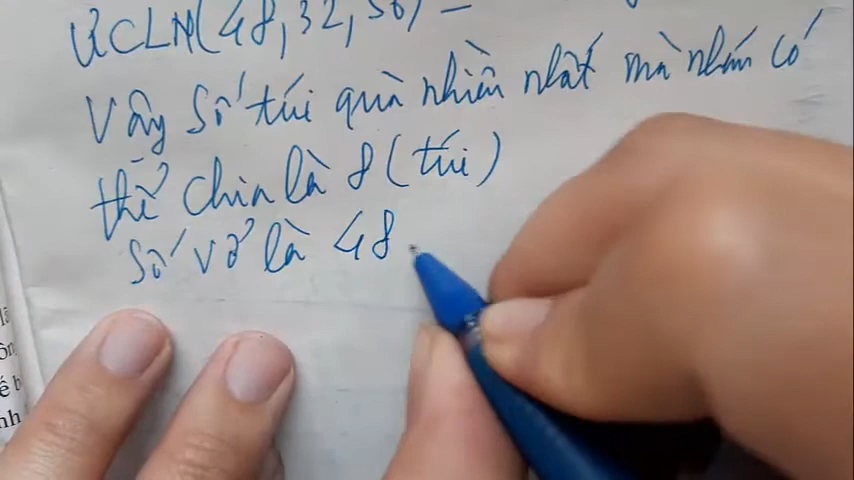 ƯCLN(48, 32, 56) =
Vậy số túi quà nhiều nhất mà nhóm có
thể chia là 8 (túi)
Số vở là 48